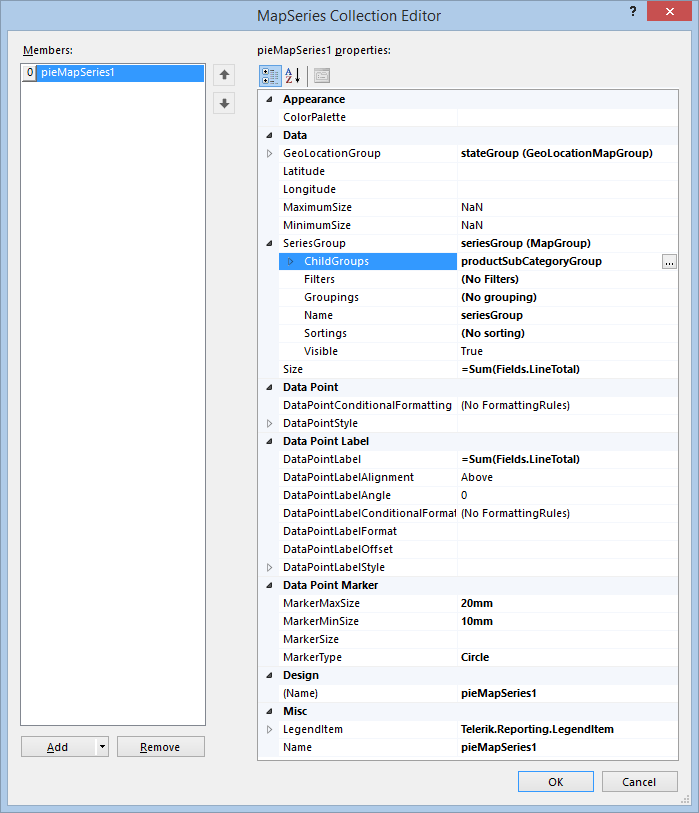 MapSeries Collection Editor
?
Members:
0 pieMapSeries1
Add
Remove
pieMapSeries1 properties:
A Z
Appearance
ColorPalette
Data
GeoLocationGroup stateGroup (GeoLocationMapGroup)
Latitude
Longitude
MaximumSize NaN
MinimumSize NaN
SeriesGroup seriesGroup (MapGroup)
ChildGroups productSubCategoryGroup ...
Filters (No Filters)
Groupings (No grouping)
Name seriesGroup
Sortings (No sorting)
Visible True
Size =Sum(Fields.LineTotal)
Data Point
DataPointConditionalFormatting (No FormattingRules)
DataPointStyle
Data Point Label
DataPointLabel =Sum(Fields.LineTotal)
DataPointLabelAlignment Above
DataPointLabelAngle 0
DataPointLabelConditionalFormat (No FormattingRules)
DataPointLabelFormat
DataPointLabelOffset
DataPointLabelStyle
Data Point Marker
MarkerMaxSize 20mm
MarkerMinSize 10mm
MarkerSize
MarkerType Circle
Design
(Name) pieMapSeries1
Misc
LegendItem Telerik.Reporting.LegendItem
Name pieMapSeries1
OK
Cancel